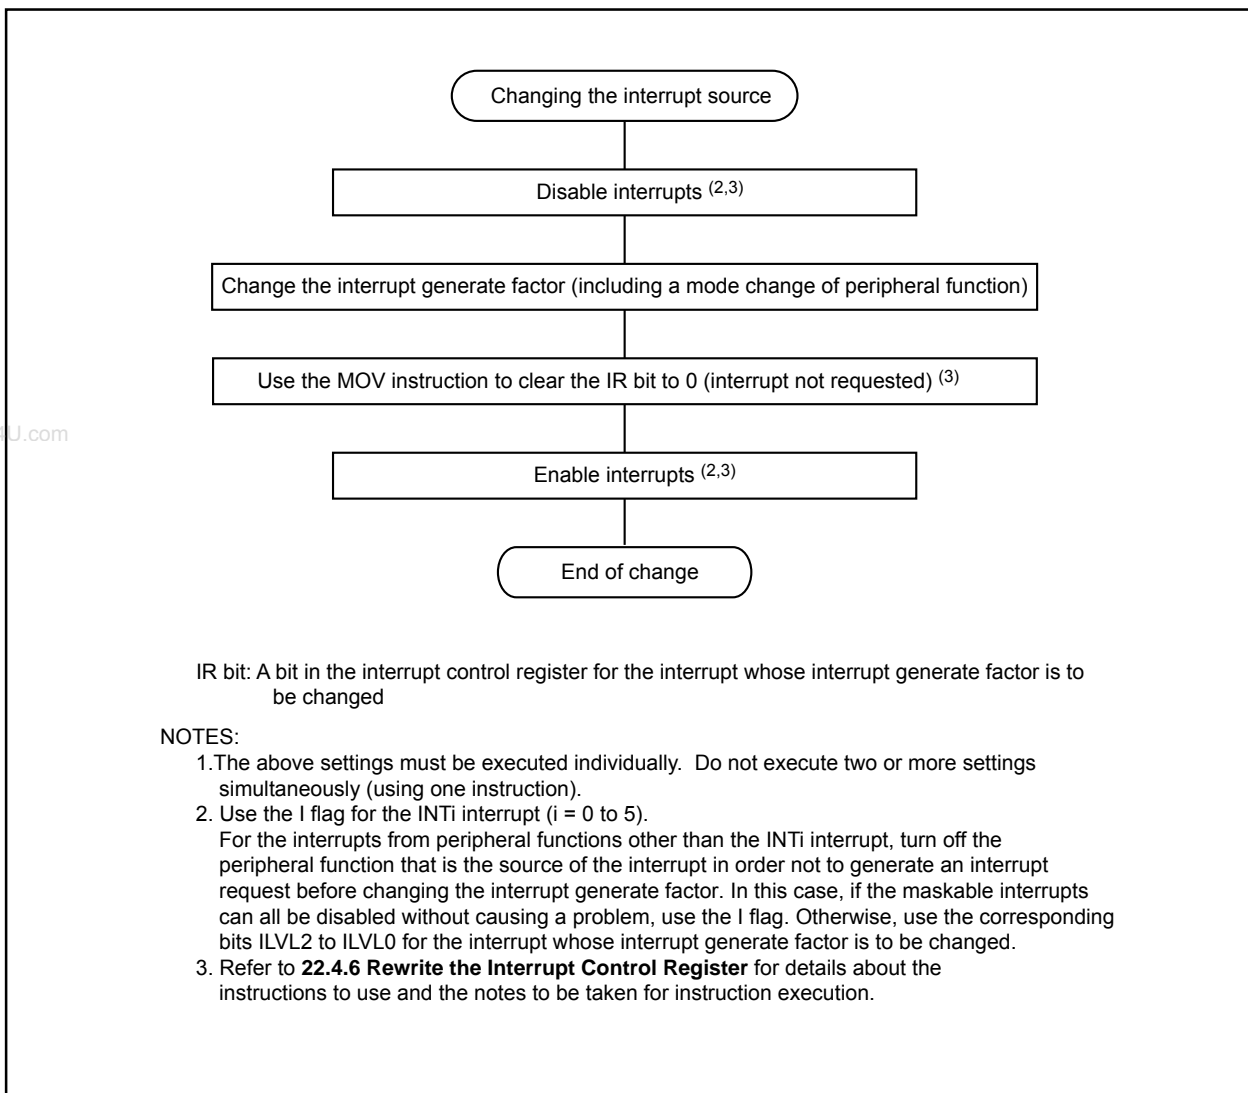 Changing the interrupt source
Disable interrupts (2,3)
Change the interrupt generate factor (including a mode change of peripheral function)
Use the MOV instruction to clear the IR bit to 0 (interrupt not requested) (3)
U.com
Enable interrupts (2,3)
End of change
IR bit: A bit in the interrupt control register for the interrupt whose interrupt generate factor is to
be changed
NOTES:
1.The above settings must be executed individually. Do not execute two or more settings
simultaneously (using one instruction).
2. Use the I flag for the INTi interrupt (i = 0 to 5).
For the interrupts from peripheral functions other than the INTi interrupt, turn off the
peripheral function that is the source of the interrupt in order not to generate an interrupt
request before changing the interrupt generate factor. In this case, if the maskable interrupts
can all be disabled without causing a problem, use the I flag. Otherwise, use the corresponding
bits ILVL2 to ILVL0 for the interrupt whose interrupt generate factor is to be changed.
3. Refer to 22.4.6 Rewrite the Interrupt Control Register for details about the
instructions to use and the notes to be taken for instruction execution.